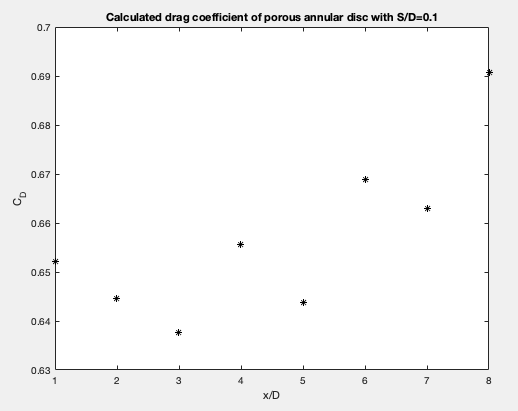 Calculated drag coefficient of porous annular disc with S/D=0.1
0.7
0.69
0.68
0.67
0.66
0.65
0.64
0.63
C_D
1 2 3 4 5 6 7 8
x/D